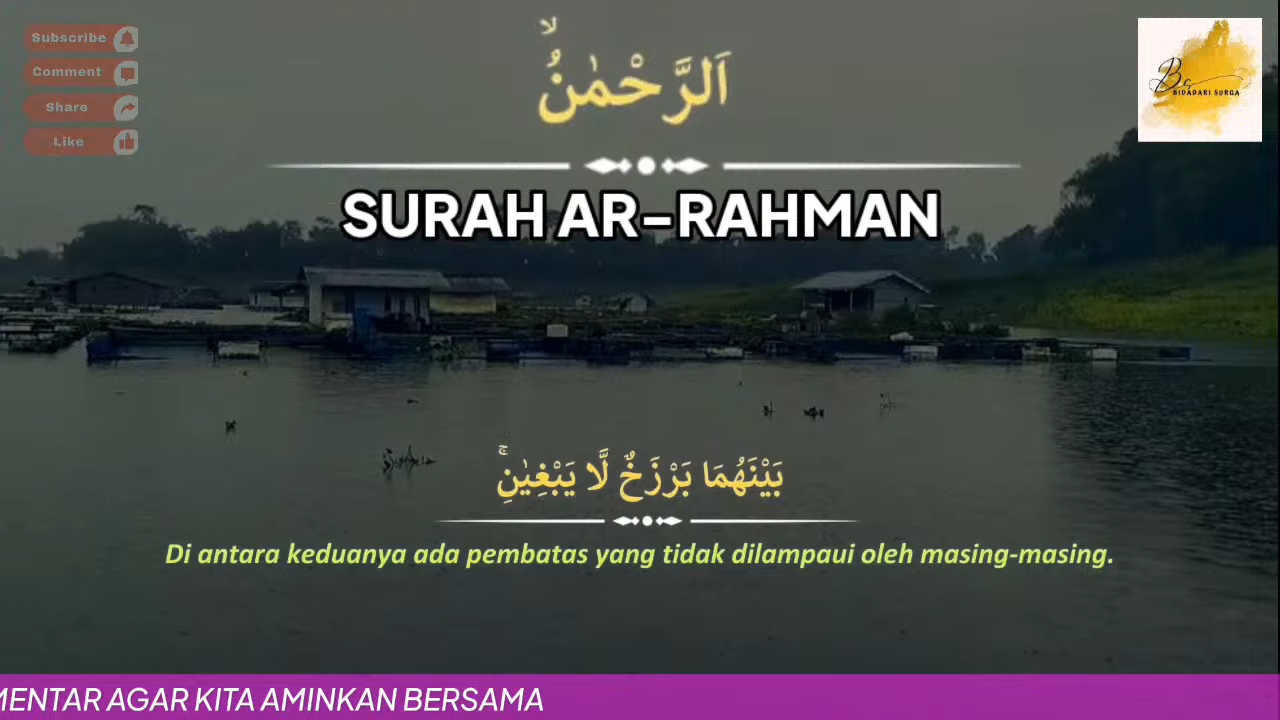 Subscribe
Comment
Share
Like
اَلرَّحْمٰنُۙ
SURAH AR-RAHMAN
Bs
BIDADARI SURGA
بَيْنَهُمَا بَرْزَخٌ لَّا يَبْغِيٰنِۚ
Di antara keduanya ada pembatas yang tidak dilampaui oleh masing-masing.
MENTAR AGAR KITA AMINKAN BERSAMA